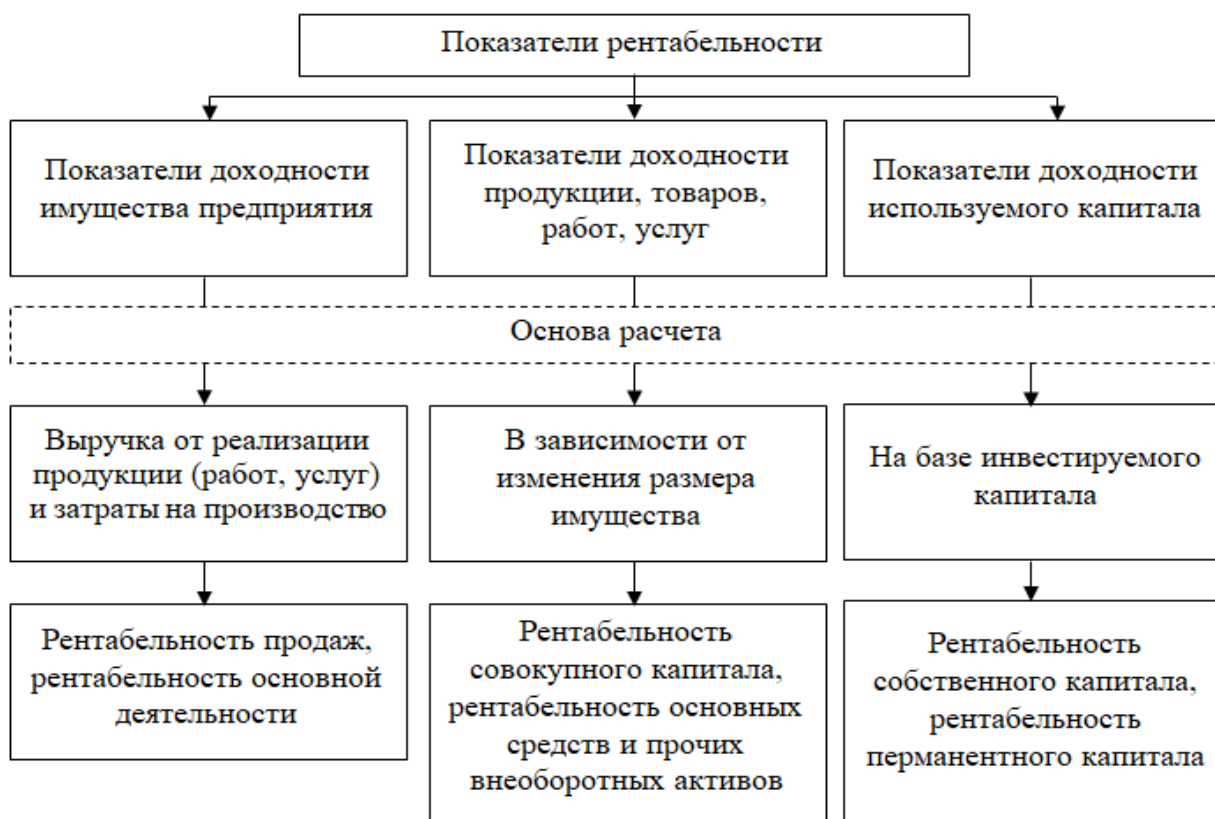 Показатели рентабельности
Показатели доходности
имущества предприятия
Показатели доходности
продукции, товаров,
работ, услуг
Показатели доходности
используемого капитала
Основа расчета
Выручка от реализации
продукции (работ, услуг)
и затраты на производство
В зависимости от
изменения размера
имущества
На базе инвестируемого
капитала
Рентабельность продаж,
рентабельность основной
деятельности
Рентабельность
совокупного капитала,
рентабельность основных
средств и прочих
внеоборотных активов
Рентабельность
собственного капитала,
рентабельность
перманентного капитала